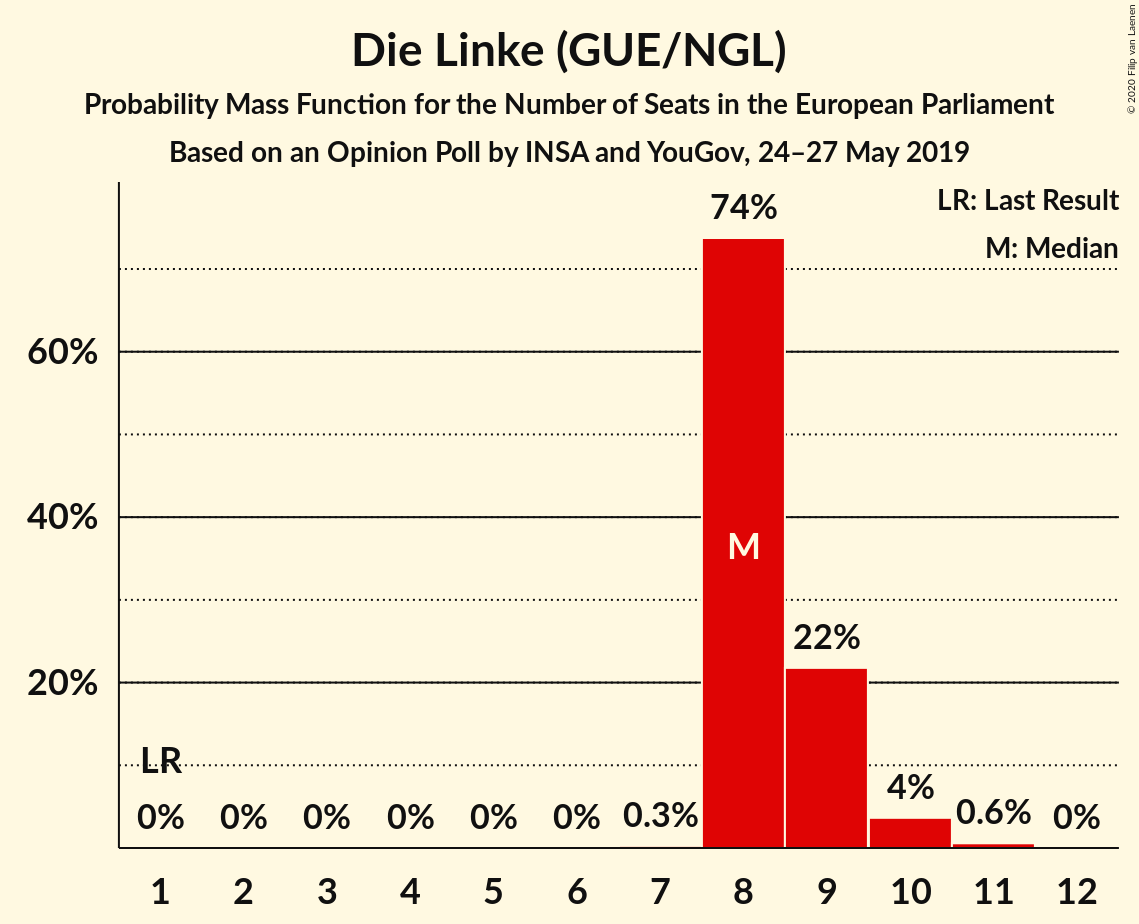 Die Linke (GUE/NGL)
Probability Mass Function for the Number of Seats in the European Parliament
Based on an Opinion Poll by INSA and YouGov, 24–27 May 2019
© 2020 Filip van Laenen
LR: Last Result
M: Median
74%
60%
40%
M
22%
20%
LR
0% 0% 0% 0% 0% 0% 0.3% 4% 0.6% 0%
1 2 3 4 5 6 7 8 9 10 11 12